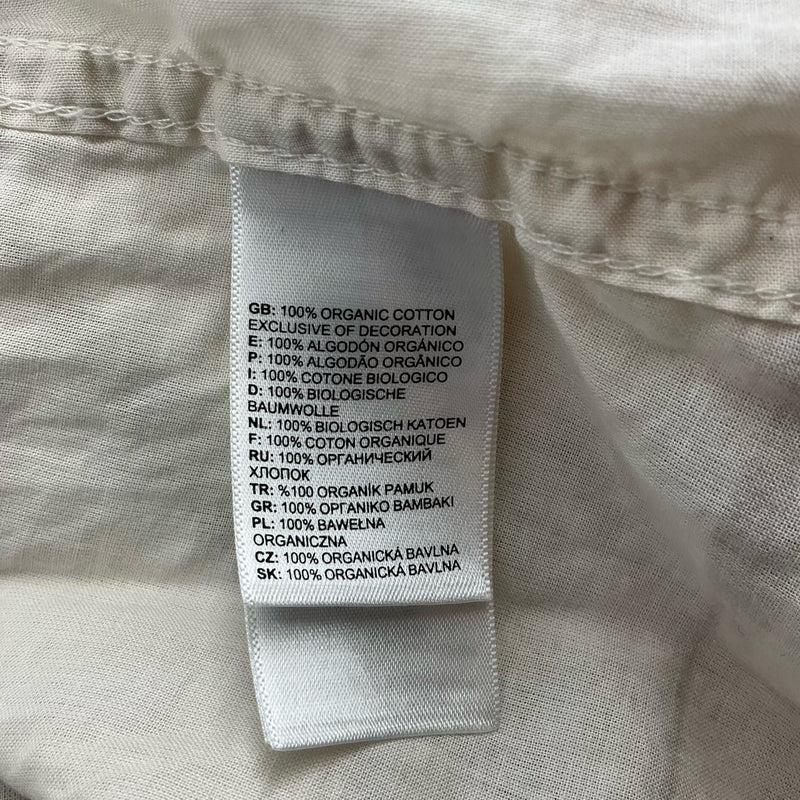 GB: 100% ORGANIC COTTON
EXCLUSIVE OF DECORATION
E: 100% ALGODÓN ORGÁNICO
P: 100% ALGODÃO ORGÂNICO
I: 100% COTONE BIOLOGICO
D: 100% BIOLOGISCHE
BAUMWOLLE
NL: 100% BIOLOGISCH KATOEN
F: 100% COTON ORGANIQUE
RU: 100% ОРГАНИЧЕСКИЙ
ХЛОПОК
TR: %100 ORGANİK PAMUK
GR: 100% ΟΡΓΑΝΙΚΟ ΒΑΜΒΑΚΙ
PL: 100% BAWEŁNA
ORGANICZNA
CZ: 100% ORGANICKÁ BAVLNA
SK: 100% ORGANICKÁ BAVLNA